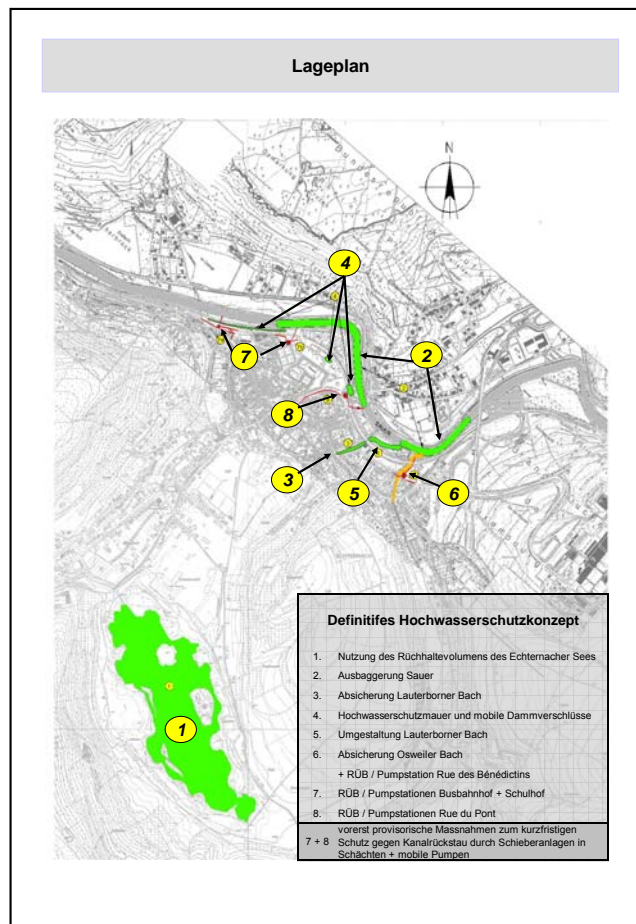 Lageplan
N
4
7
2
8
3
5
6
1
Definitifes Hochwasserschutzkonzept
1. Nutzung des Rüchhaltevolumens des Echternacher Sees
2. Ausbaggerung Sauer
3. Absicherung Lauterborner Bach
4. Hochwasserschutzmauer und mobile Dammverschlüsse
5. Umgestaltung Lauterborner Bach
6. Absicherung Osweiler Bach
+ RÜB / Pumpstation Rue des Bénédictins
7. RÜB / Pumpstationen Busbahnhof + Schulhof
8. RÜB / Pumpstationen Rue du Pont
7 + 8 vorerst provisorische Massnahmen zum kurzfristigen
Schutz gegen Kanalrückstau durch Schieberanlagen in
Schächten + mobile Pumpen